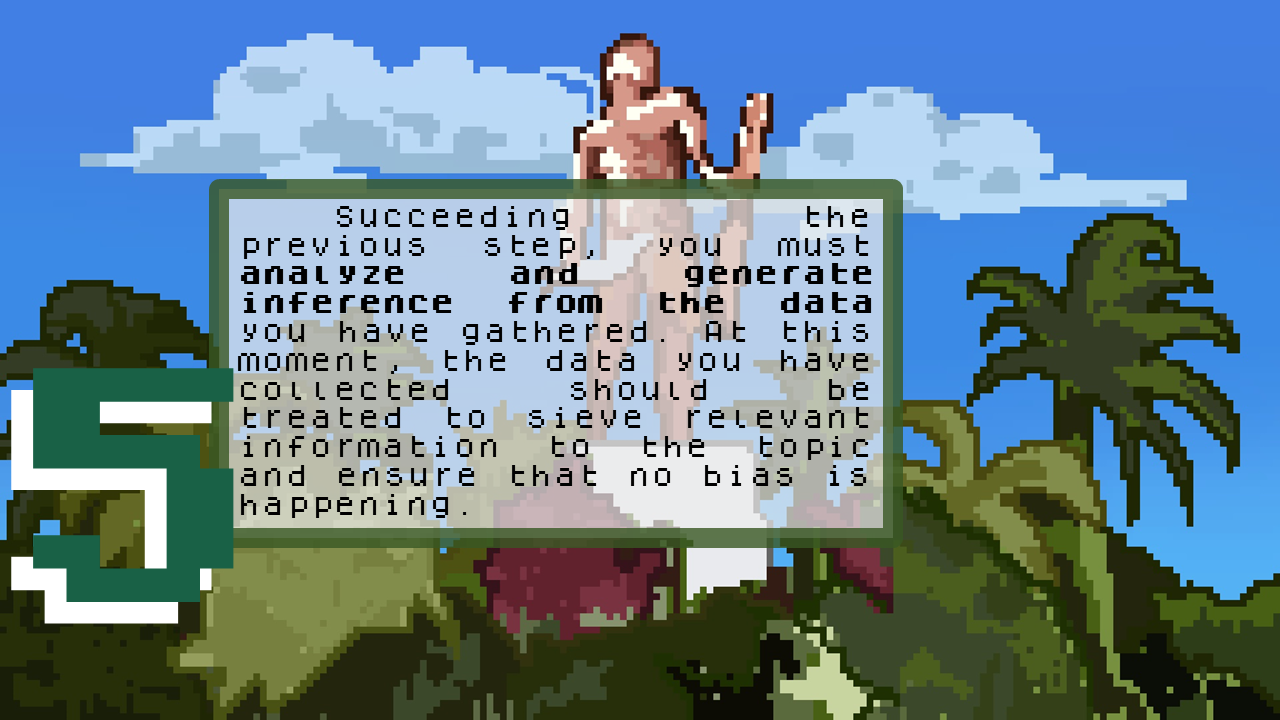 Succeeding the
previous step, you must
analyze and generate
inference from the data
you have gathered. At this
moment, the data you have
collected should be
treated to sieve relevant
information to the topic
and ensure that no bias is
happening.
5